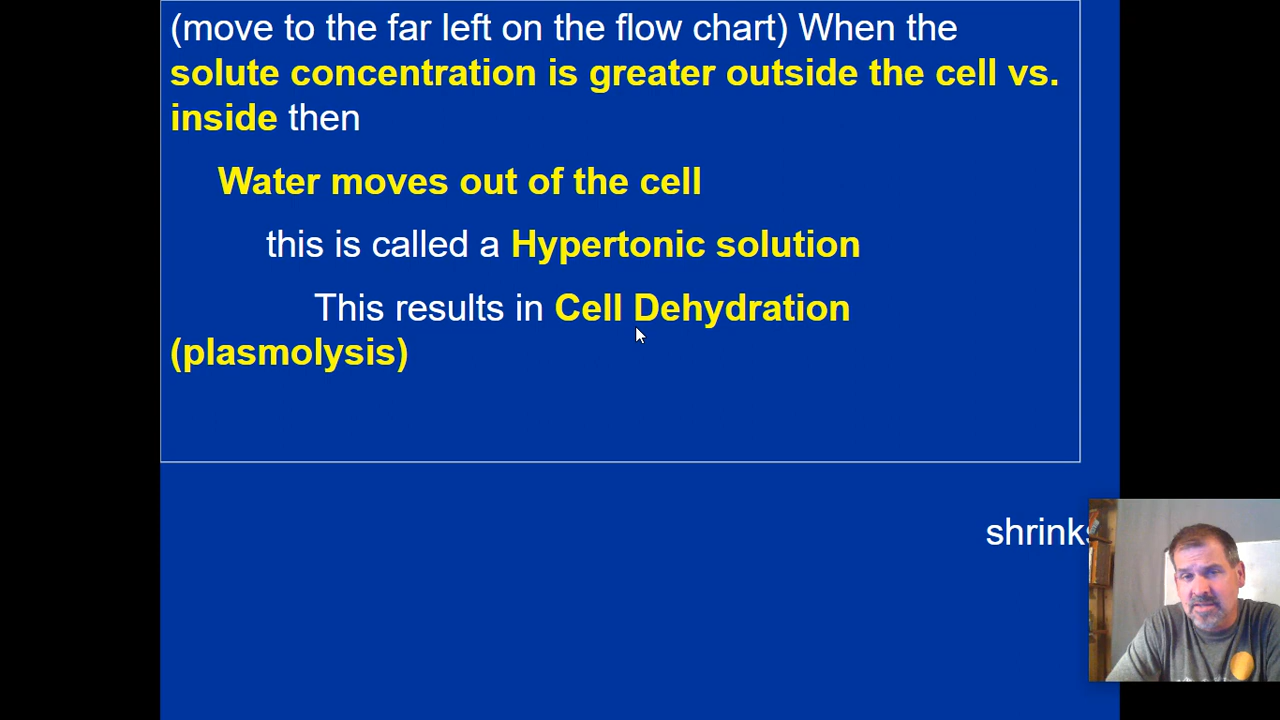 (move to the far left on the flow chart) When the
solute concentration is greater outside the cell vs.
inside then
Water moves out of the cell
this is called a Hypertonic solution
This results in Cell Dehydration
(plasmolysis)
shrinks